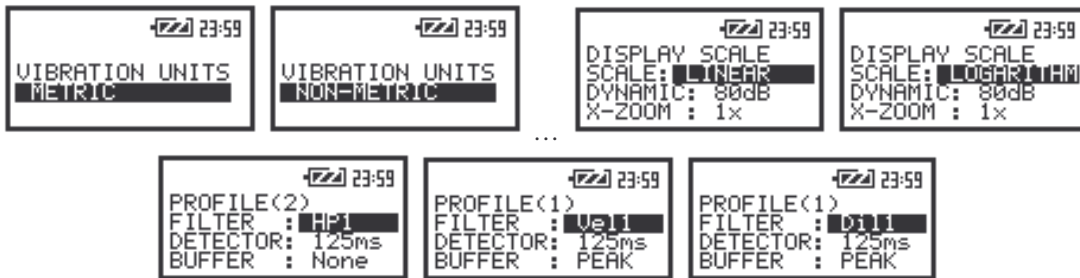 23:59
VIBRATION UNITS
METRIC
23:59
VIBRATION UNITS
NON-METRIC
23:59
DISPLAY SCALE
SCALE: LINEAR
DYNAMIC: 80dB
X-ZOOM : 1x
23:59
DISPLAY SCALE
SCALE: LOGARITHM
DYNAMIC: 80dB
X-ZOOM : 1x
...
23:59
PROFILE(2)
FILTER : HP1
DETECTOR: 125ms
BUFFER : None
23:59
PROFILE(1)
FILTER : Vel1
DETECTOR: 125ms
BUFFER : PEAK
23:59
PROFILE(1)
FILTER : Dil1
DETECTOR: 125ms
BUFFER : PEAK